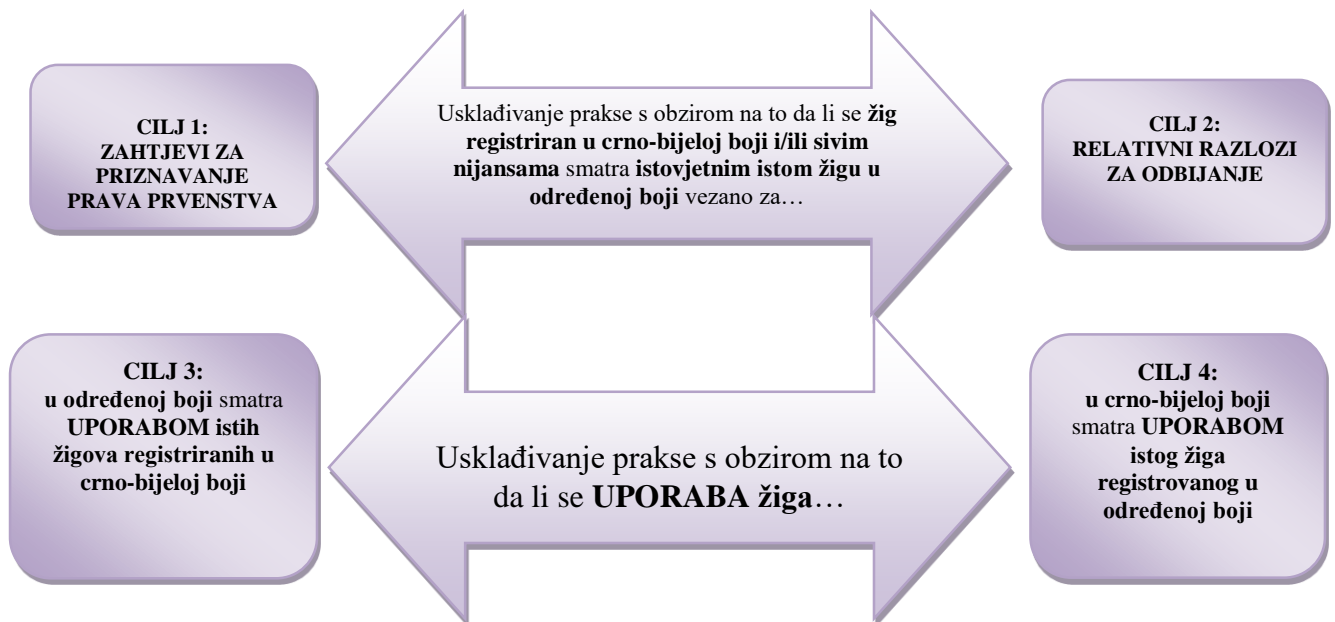 CILJ 1:
ZAHTJEVI ZA
PRIZNAVANJE
PRAVA PRVENSTVA
Usklađivanje prakse s obzirom na to da li se žig
registriran u crno-bijeloj boji i/ili sivim
nijansama smatra istovjetnim istom žigu u
određenoj boji vezano za…
CILJ 2:
RELATIVNI RAZLOZI
ZA ODBIJANJE
CILJ 3:
u određenoj boji smatra
UPORABOM istih
žigova registriranih u
crno-bijeloj boji
Usklađivanje prakse s obzirom na to
da li se UPORABA žiga…
CILJ 4:
u crno-bijeloj boji
smatra UPORABOM
istog žiga
registrovanog u
određenoj boji